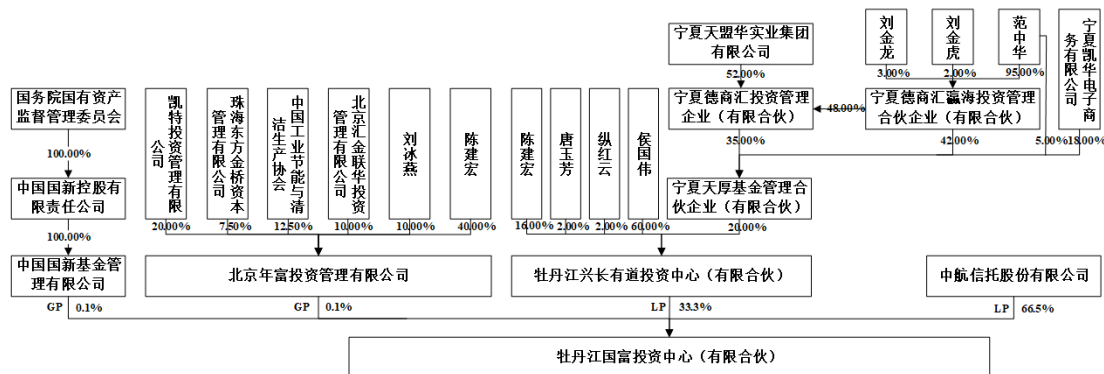 宁夏天盟华实业集团
有限公司
刘金龙
刘金虎
范中华
宁夏凯华电子商
务有限公司
52.00%
3.00%
2.00%
95.00%
国务院国有资产
监督管理委员会
凯特投资管理有限
公司
珠海东方金桥资本
管理有限公司
中国工业节能与清
洁生产协会
北京汇金联华投资
管理有限公司
刘冰燕
陈建宏
陈建宏
唐玉芳
纵红云
侯国伟
宁夏德商汇投资管理
企业（有限合伙）
48.00%
宁夏德商汇瀛海投资管理
合伙企业（有限合伙）
35.00%
42.00%
5.00%
18.00%
100.00%
中国国新控股有
限责任公司
宁夏天厚基金管理合
伙企业（有限合伙）
20.00%
7.50%
12.50%
10.00%
10.00%
40.00%
16.00%
2.00%
2.00%
60.00%
20.00%
100.00%
中国国新基金管
理有限公司
北京年富投资管理有限公司
牡丹江兴长有道投资中心（有限合伙）
中航信托股份有限公司
GP 0.1%
GP 0.1%
LP 33.3%
LP 66.5%
牡丹江国富投资中心（有限合伙）